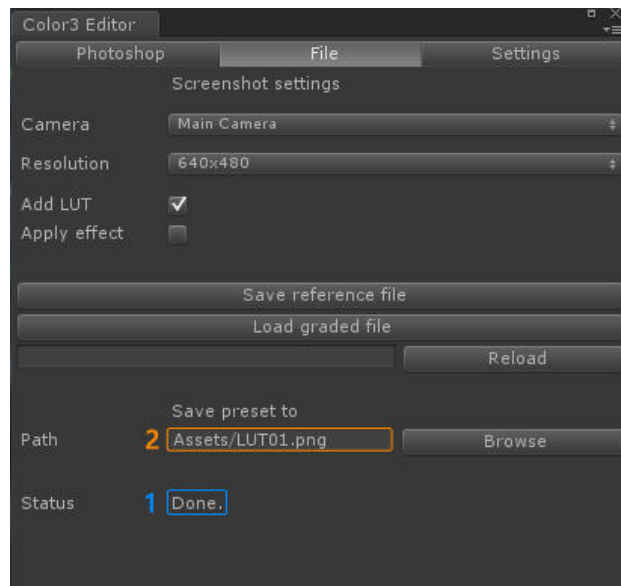 Color3 Editor
Photoshop File Settings
Screenshot settings
Camera Main Camera
Resolution 640x480
Add LUT
Apply effect
Save reference file
Load graded file
Reload
Save preset to
Path 2 Assets/LUT01.png Browse
Status 1 Done.